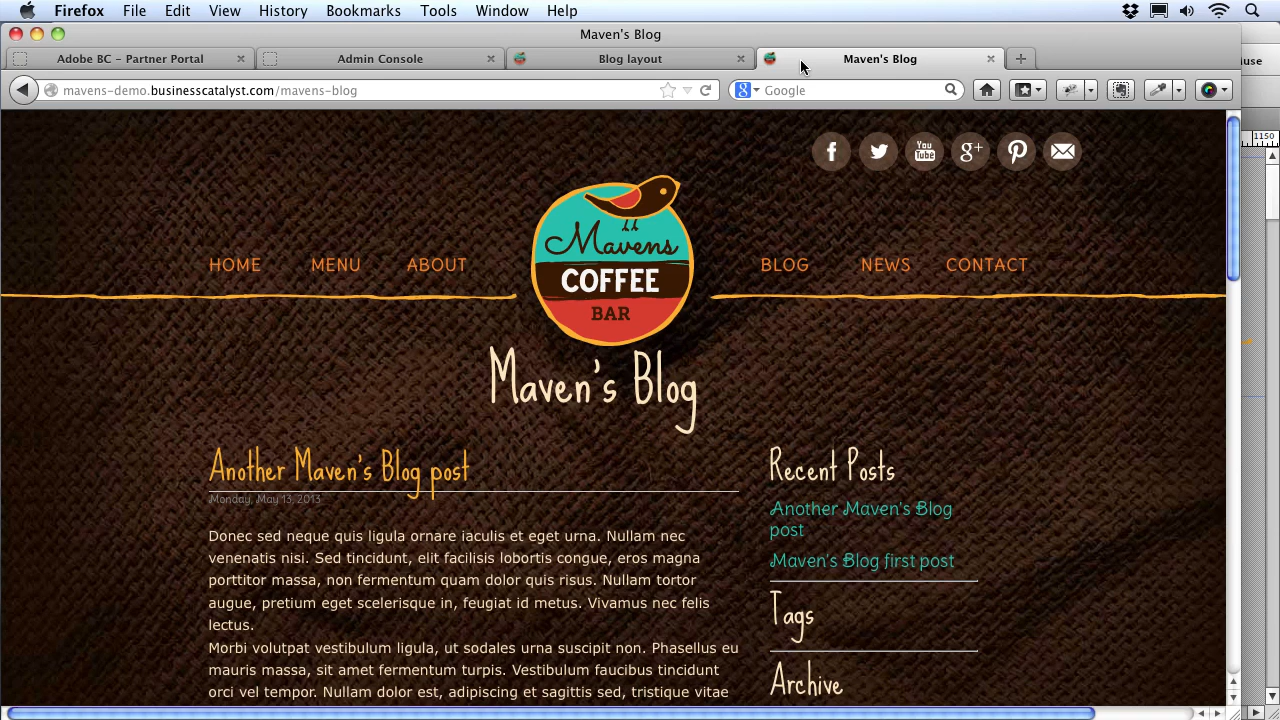 Firefox File Edit View History Bookmarks Tools Window Help
Maven's Blog
Adobe BC - Partner Portal Admin Console Blog layout Maven's Blog
mavens-demo.businesscatalyst.com/mavens-blog Google
use
1150
You Tube
HOME MENU ABOUT
Mavens
COFFEE
BAR
BLOG NEWS CONTACT
Maven's Blog
Another Maven's Blog post
Monday, May 13, 2013
Donec sed neque quis ligula ornare iaculis et eget urna. Nullam nec
venenatis nisi. Sed tincidunt, elit facilisis lobortis congue, eros magna
porttitor massa, non fermentum quam dolor quis risus. Nullam tortor
augue, pretium eget scelerisque in, feugiat id metus. Vivamus nec felis
lectus.
Morbi volutpat vestibulum ligula, ut sodales urna suscipit non. Phasellus eu
mauris massa, sit amet fermentum turpis. Vestibulum faucibus tincidunt
orci vel tempor. Nullam dolor est, adipiscing et sagittis sed, tristique vitae
Recent Posts
Another Maven's Blog
post
Maven's Blog first post
Tags
Archive